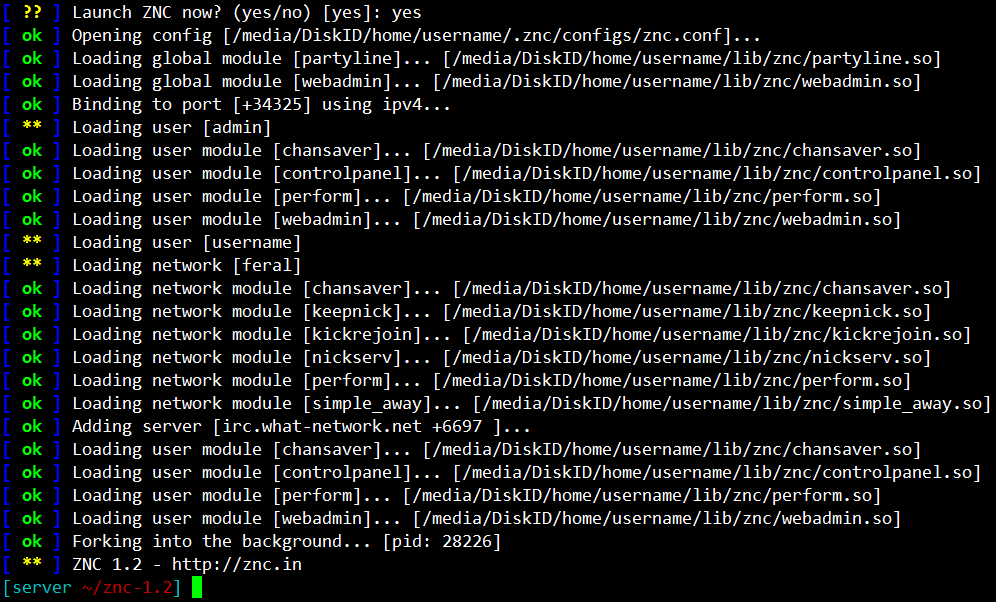 [ ?? ] Launch ZNC now? (yes/no) [yes]: yes
[ ok ] Opening config [/media/DiskID/home/username/.znc/configs/znc.conf]...
[ ok ] Loading global module [partyline]... [/media/DiskID/home/username/lib/znc/partyline.so]
[ ok ] Loading global module [webadmin]... [/media/DiskID/home/username/lib/znc/webadmin.so]
[ ok ] Binding to port [+34325] using ipv4...
[ ** ] Loading user [admin]
[ ok ] Loading user module [chansaver]... [/media/DiskID/home/username/lib/znc/chansaver.so]
[ ok ] Loading user module [controlpanel]... [/media/DiskID/home/username/lib/znc/controlpanel.so]
[ ok ] Loading user module [perform]... [/media/DiskID/home/username/lib/znc/perform.so]
[ ok ] Loading user module [webadmin]... [/media/DiskID/home/username/lib/znc/webadmin.so]
[ ** ] Loading user [username]
[ ** ] Loading network [feral]
[ ok ] Loading network module [chansaver]... [/media/DiskID/home/username/lib/znc/chansaver.so]
[ ok ] Loading network module [keepnick]... [/media/DiskID/home/username/lib/znc/keepnick.so]
[ ok ] Loading network module [kickrejoin]... [/media/DiskID/home/username/lib/znc/kickrejoin.so]
[ ok ] Loading network module [nickserv]... [/media/DiskID/home/username/lib/znc/nickserv.so]
[ ok ] Loading network module [perform]... [/media/DiskID/home/username/lib/znc/perform.so]
[ ok ] Loading network module [simple_away]... [/media/DiskID/home/username/lib/znc/simple_away.so]
[ ok ] Adding server [irc.what-network.net +6697 ]...
[ ok ] Loading user module [chansaver]... [/media/DiskID/home/username/lib/znc/chansaver.so]
[ ok ] Loading user module [controlpanel]... [/media/DiskID/home/username/lib/znc/controlpanel.so]
[ ok ] Loading user module [perform]... [/media/DiskID/home/username/lib/znc/perform.so]
[ ok ] Loading user module [webadmin]... [/media/DiskID/home/username/lib/znc/webadmin.so]
[ ok ] Forking into the background... [pid: 28226]
[ ** ] ZNC 1.2 - http://znc.in
[server ~/znc-1.2]